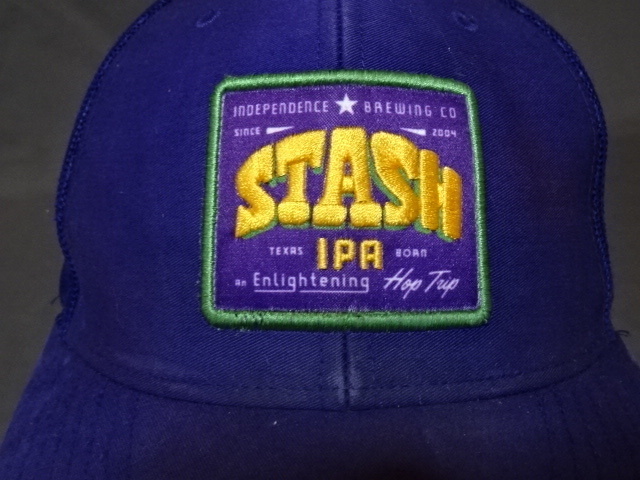 INDEPENDENCE ★ BREWING CO
SINCE 2004
STASH
TEXAS IPA BORN
an Enlightening Hop Trip